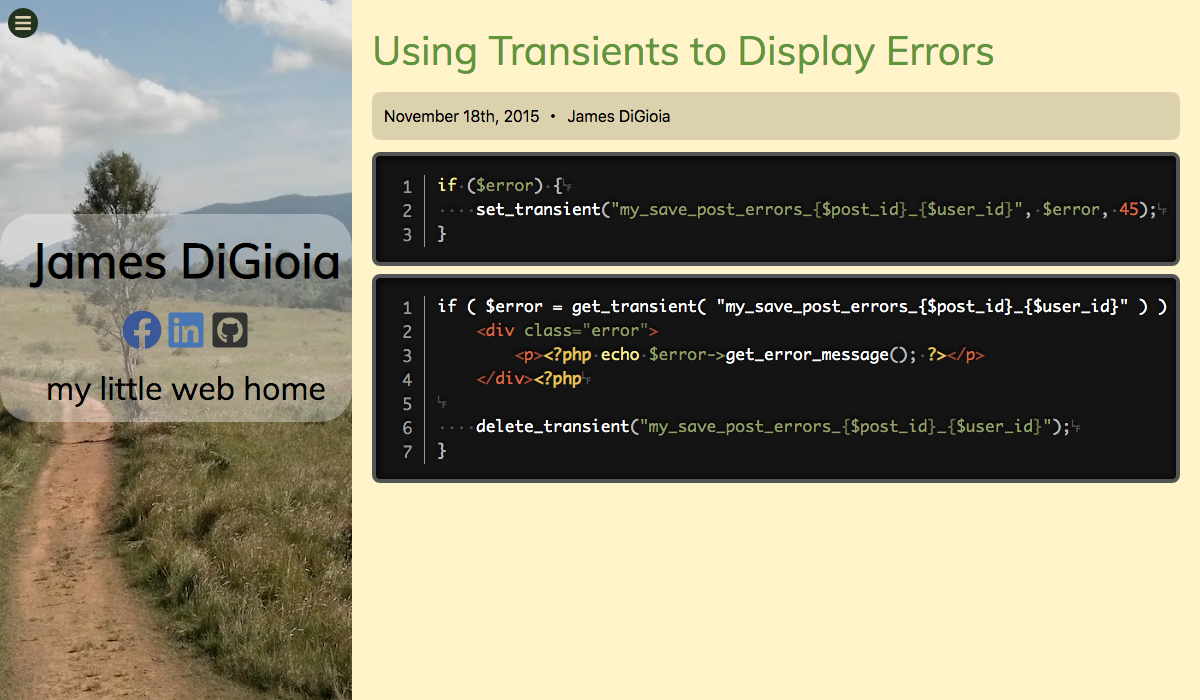 James DiGioia
my little web home
Using Transients to Display Errors
November 18th, 2015 • James DiGioia
1 if ($error) {
2 set_transient("my_save_post_errors_{$post_id}_{$user_id}", $error, 45);
3 }
1 if ( $error = get_transient( "my_save_post_errors_{$post_id}_{$user_id}" ) )
2 <div class="error">
3 <p><?php echo $error->get_error_message(); ?></p>
4 </div><?php
5
6 delete_transient("my_save_post_errors_{$post_id}_{$user_id}");
7 }